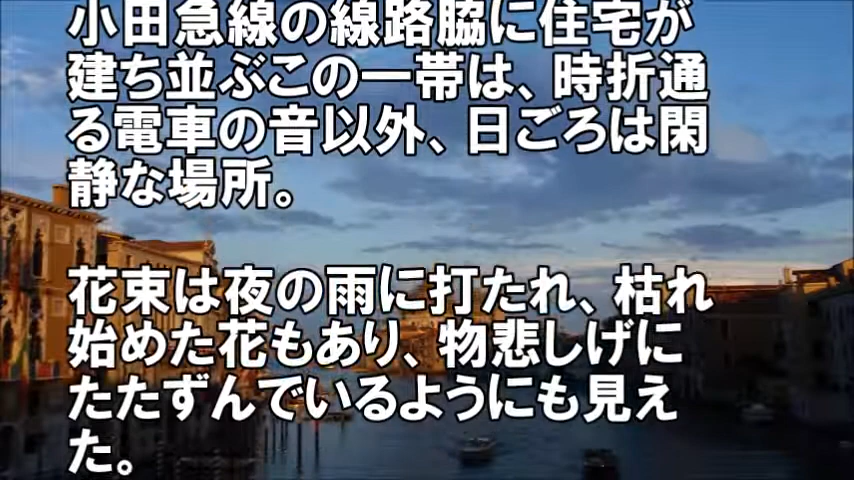 小田急線の線路脇に住宅が
建ち並ぶこの一帯は、時折通
る電車の音以外、日ごろは閑
静な場所。
花束は夜の雨に打たれ、枯れ
始めた花もあり、物悲しげに
たたずんでいるようにも見え
た。